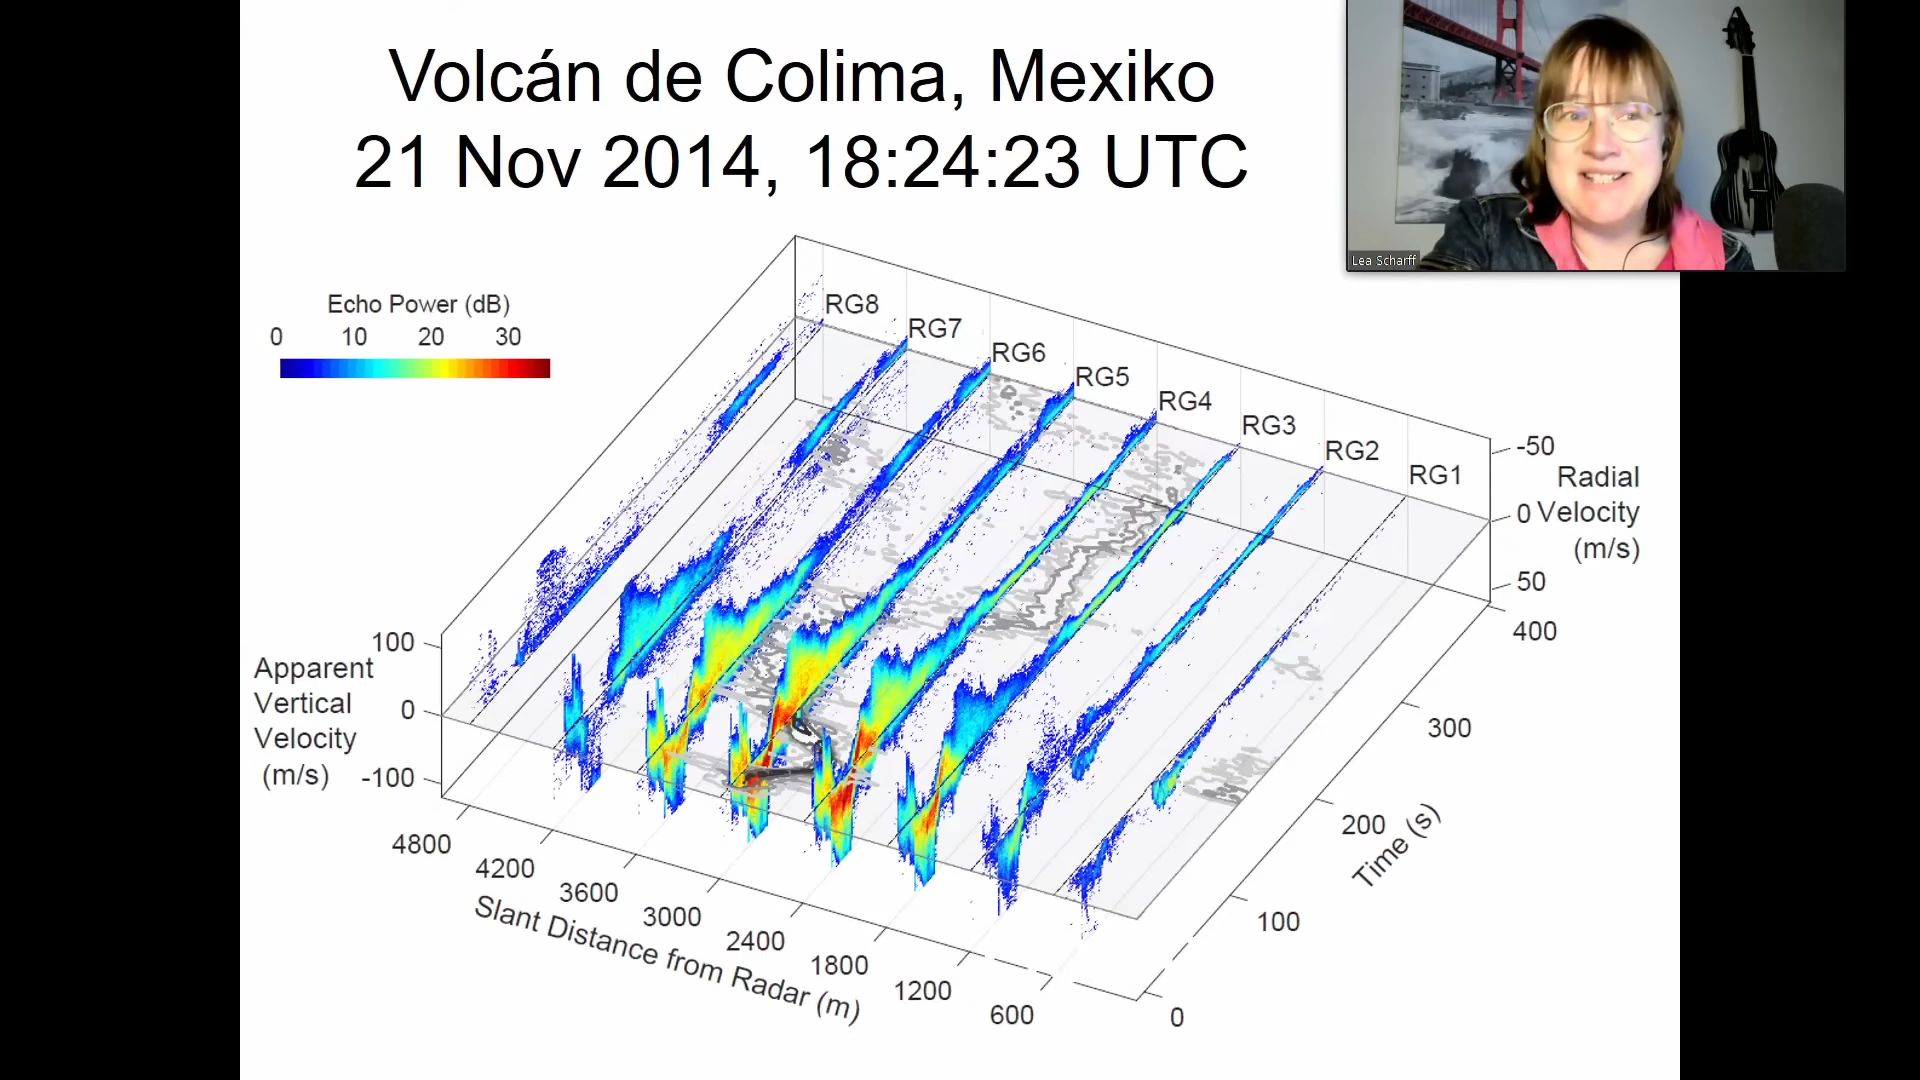 Volcán de Colima, Mexiko
21 Nov 2014, 18:24:23 UTC
Lea Scharff
Echo Power (dB)
0 10 20 30
RG8
RG7
RG6
RG5
RG4
RG3
RG2
RG1
-50
0
50
Radial
Velocity
(m/s)
100
0
-100
Apparent
Vertical
Velocity
(m/s)
4800
4200
3600
3000
2400
1800
1200
600
Slant Distance from Radar (m)
400
300
200
100
0
Time (s)